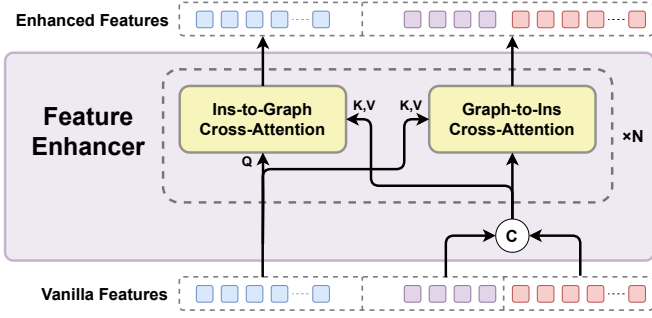 Enhanced Features
Feature
Enhancer
Ins-to-Graph
Cross-Attention
K,V
K,V
Graph-to-Ins
Cross-Attention
×N
Q
C
Vanilla Features